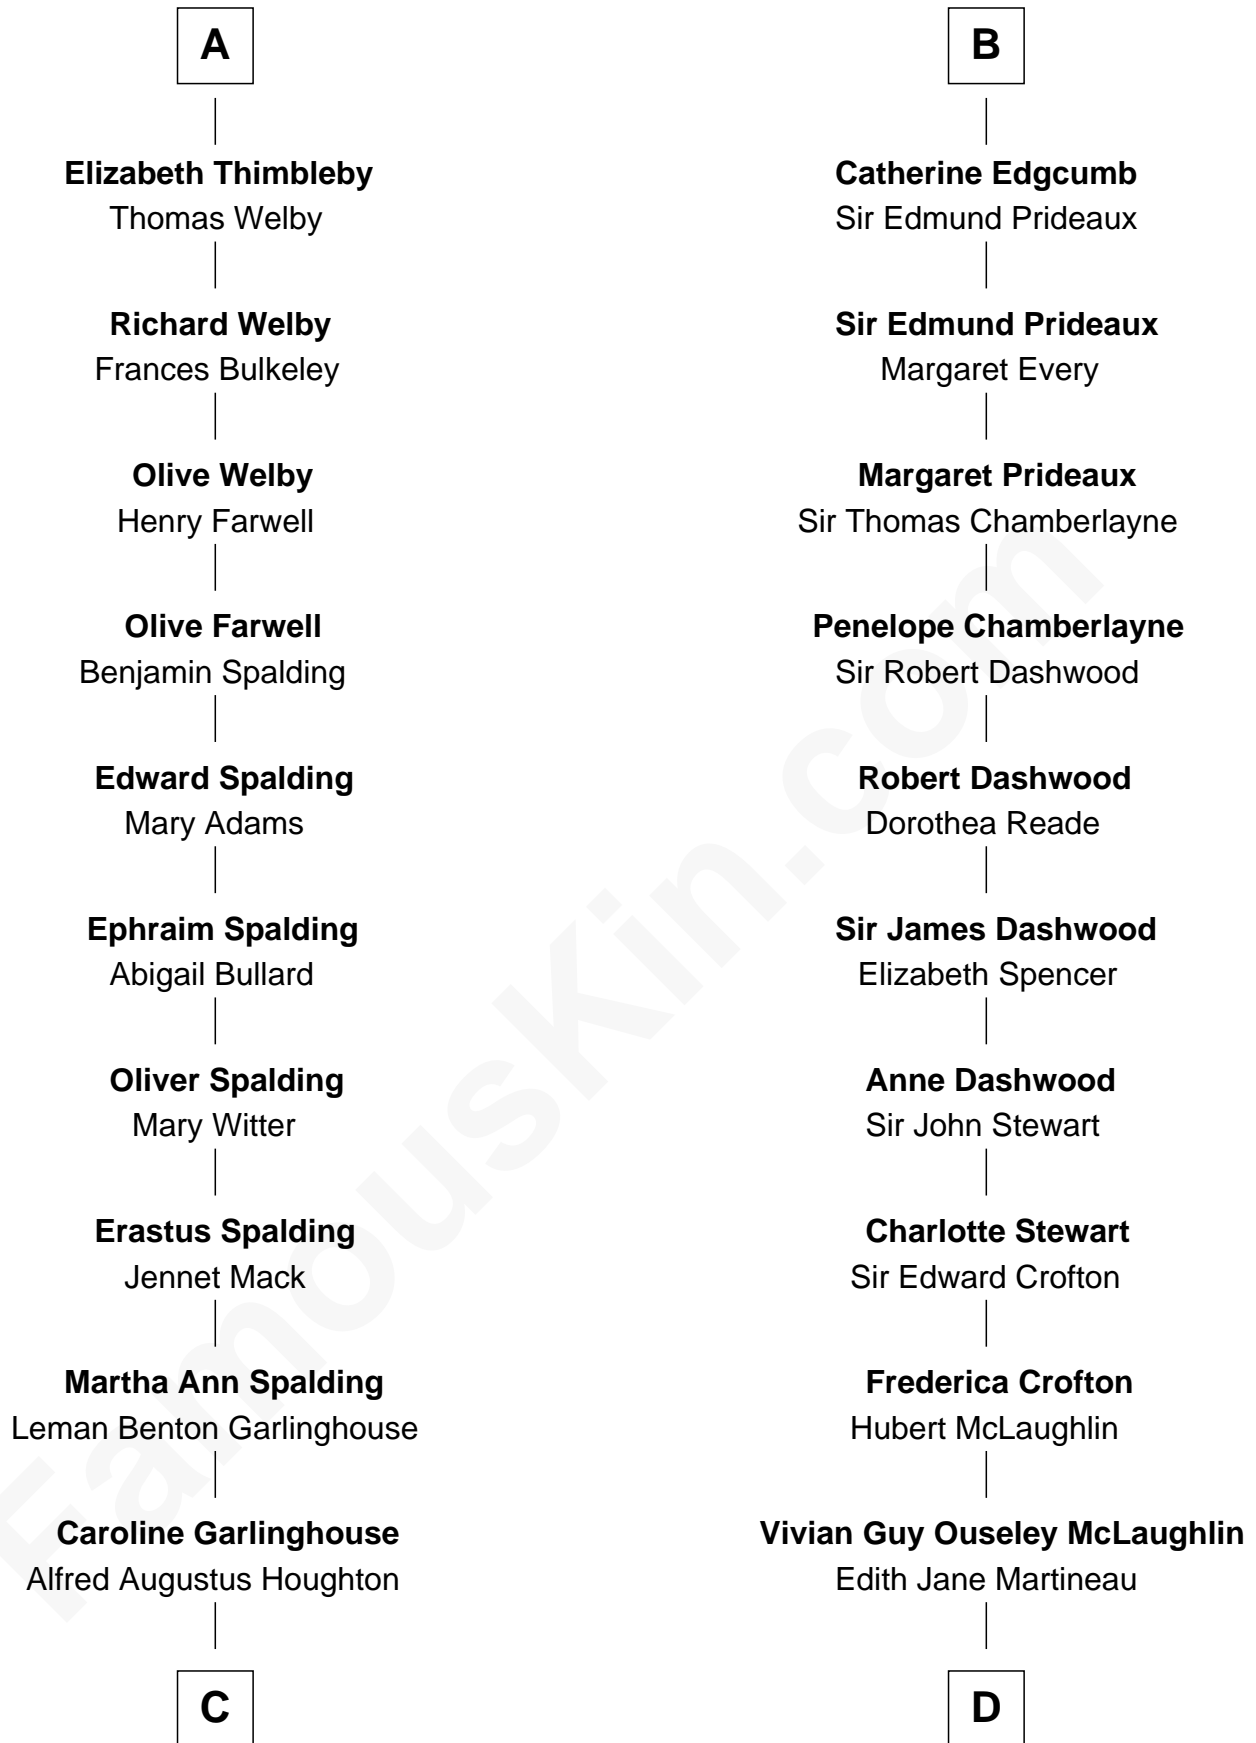 A
Elizabeth Thimbleby
Thomas Welby
Richard Welby
Frances Bulkeley
Olive Welby
Henry Farwell
Olive Farwell
Benjamin Spalding
Edward Spalding
Mary Adams
Ephraim Spalding
Abigail Bullard
Oliver Spalding
Mary Witter
Erastus Spalding
Jennet Mack
Martha Ann Spalding
Leman Benton Garlinghouse
Caroline Garlinghouse
Alfred Augustus Houghton
C
B
Catherine Edgcumb
Sir Edmund Prideaux
Sir Edmund Prideaux
Margaret Every
Margaret Prideaux
Sir Thomas Chamberlayne
Penelope Chamberlayne
Sir Robert Dashwood
Robert Dashwood
Dorothea Reade
Sir James Dashwood
Elizabeth Spencer
Anne Dashwood
Sir John Stewart
Charlotte Stewart
Sir Edward Crofton
Frederica Crofton
Hubert McLaughlin
Vivian Guy Ouseley McLaughlin
Edith Jane Martineau
D
FamousKin.com